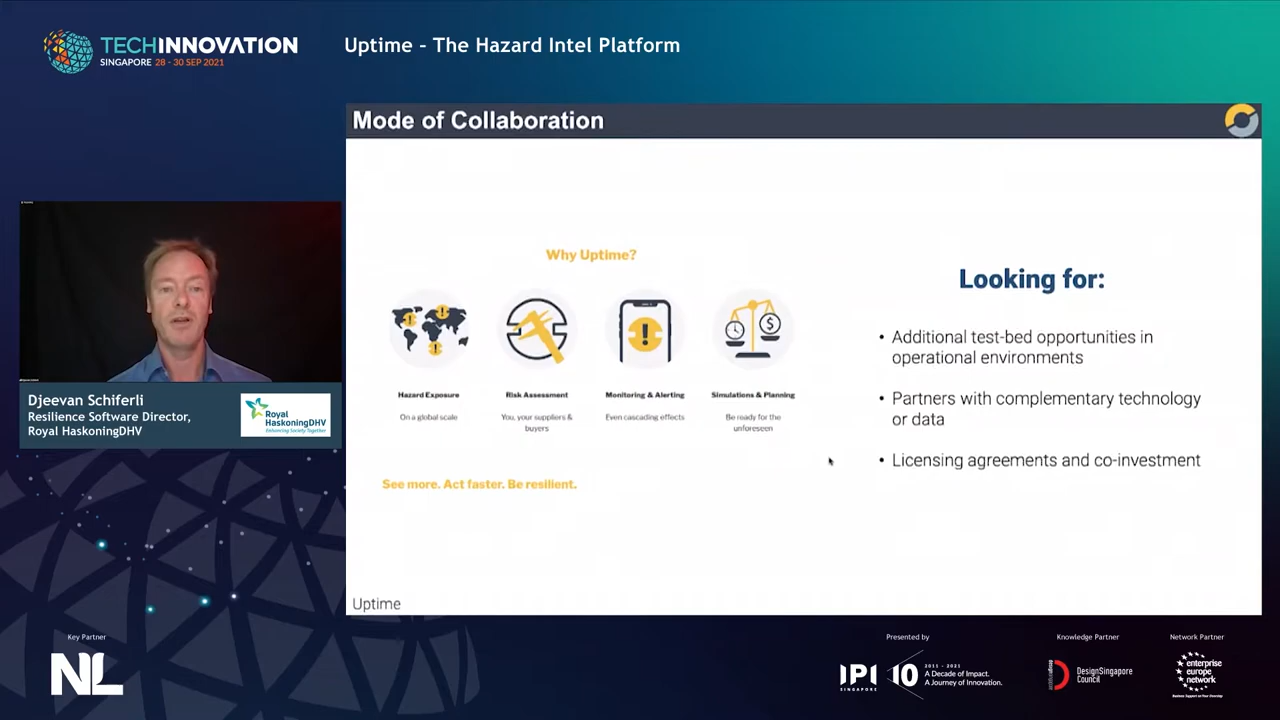 TECHINNOVATION
SINGAPORE 28 - 30 SEP 2021
Uptime - The Hazard Intel Platform
Mode of Collaboration
Djeevan Schiferli
Resilience Software Director,
Royal HaskoningDHV
Royal
HaskoningDHV
Enhancing Society Together
Why Uptime?
Hazard Exposure
On a global scale
Risk Assessment
You, your suppliers &
buyers
Monitoring & Alerting
Even cascading effects
Simulations & Planning
Be ready for the
unforeseen
See more. Act faster. Be resilient.
Looking for:
• Additional test-bed opportunities in
operational environments
• Partners with complementary technology
or data
• Licensing agreements and co-investment
Uptime
Key Partner
NL
Presented by
IPI
SINGAPORE
10
2011 - 2021
A Decade of Impact.
A Journey of Innovation.
Knowledge Partner
DesignSingapore
Council
Network Partner
enterprise
europe
network
Business Support on Your Doorstep